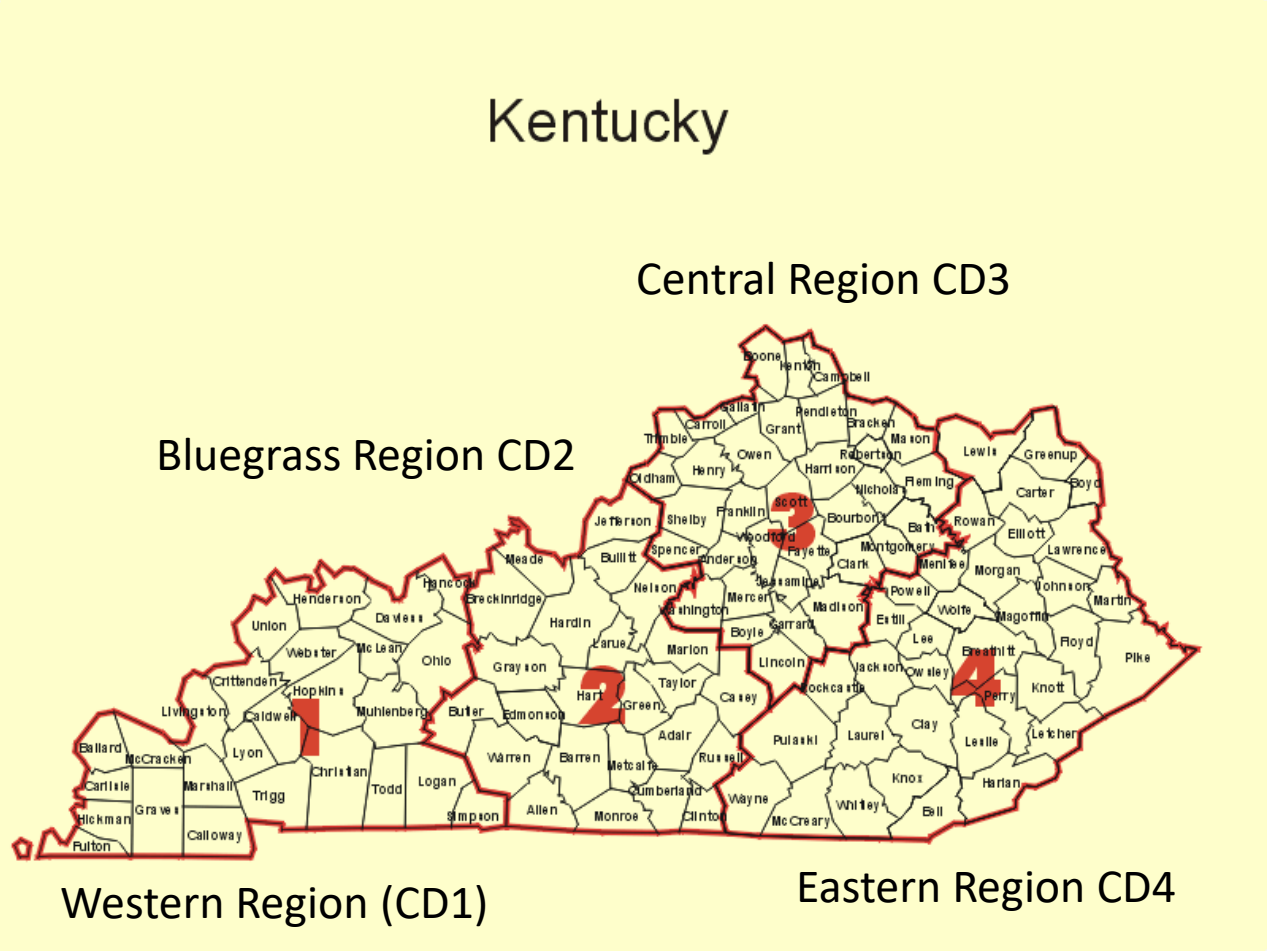 Kentucky
Central Region CD3
Bluegrass Region CD2
Boone
Kenton
Campbell
Gallatin
Pendleton
Carroll
Grant
Bracken
Trimble
Mason
Owen
Robertson
Lewis
Greenup
Henry
Harrison
Oldham
Nicholas
Fleming
Boyd
Carter
Scott
3
Franklin
Jefferson
Shelby
Bourbon
Bath
Rowan
Elliott
Woodford
Fayette
Montgomery
Spencer
Lawrence
Bullitt
Anderson
Clark
Menifee
Morgan
Meade
Hancock
Nelson
Jessamine
Johnson
Powell
Martin
Breckinridge
Mercer
Henderson
Washington
Madison
Wolfe
Magoffin
Daviess
Hardin
Garrard
Estill
Union
Boyle
Lee
Floyd
Larue
Marion
Webster
McLean
Breathitt
Pike
Ohio
Grayson
Lincoln
Jackson
Owsley
4
Crittenden
Hopkins
Hart
2
Taylor
Rockcastle
Perry
Knott
Casey
Livingston
Caldwell
1
Muhlenberg
Butler
Edmonson
Green
Clay
Ballard
Lyon
Adair
Pulaski
Laurel
Leslie
Letcher
McCracken
Warren
Barren
Metcalfe
Russell
Carlisle
Marshall
Christian
Todd
Logan
Knox
Harlan
Trigg
Cumberland
Wayne
Whitley
Graves
Hickman
Simpson
Allen
Monroe
Clinton
McCreary
Bell
Calloway
Fulton
Western Region (CD1)
Eastern Region CD4